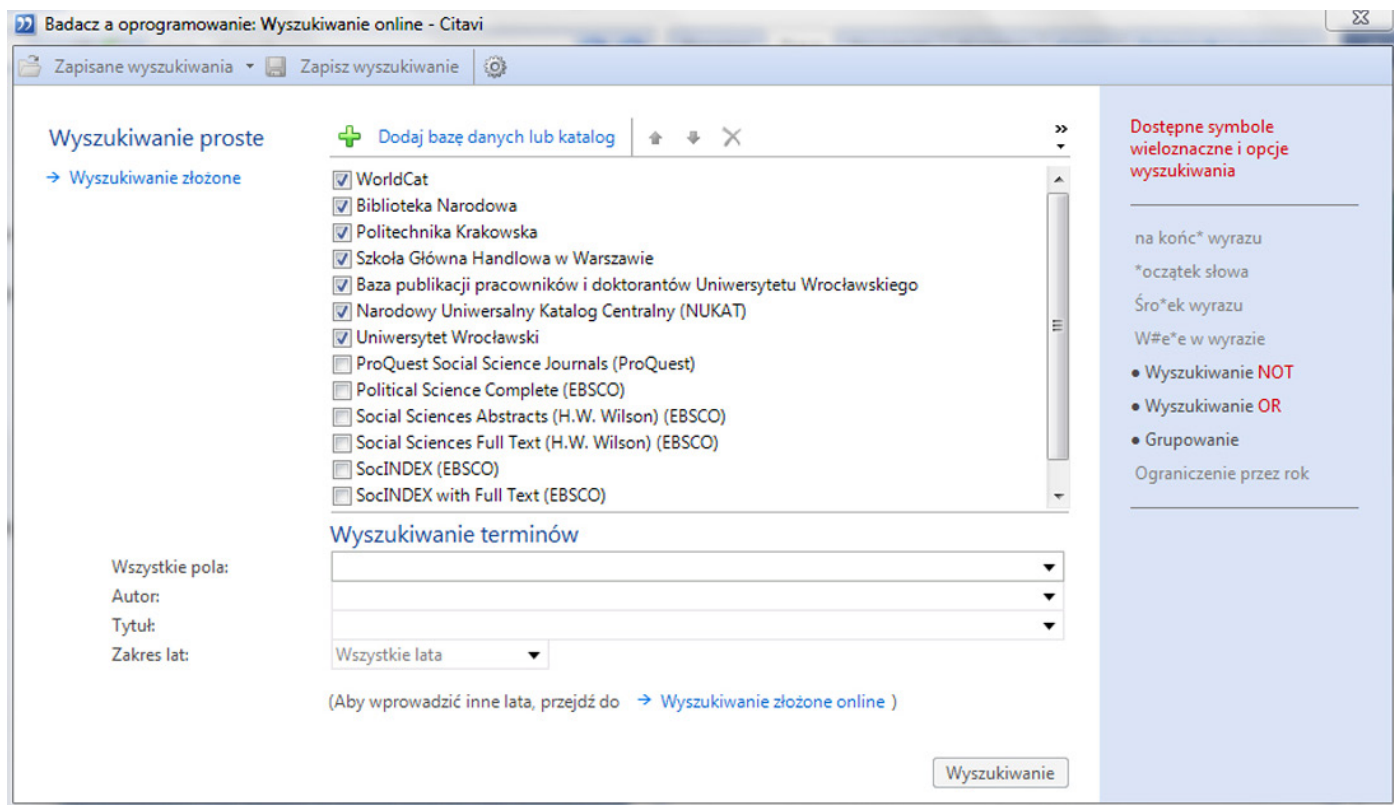 Badacz a oprogramowanie: Wyszukiwanie online - Citavi
Zapisane wyszukiwania Zapisz wyszukiwanie
Wyszukiwanie proste
→ Wyszukiwanie złożone
Dodaj bazę danych lub katalog
WorldCat
Biblioteka Narodowa
Politechnika Krakowska
Szkoła Główna Handlowa w Warszawie
Baza publikacji pracowników i doktorantów Uniwersytetu Wrocławskiego
Narodowy Uniwersalny Katalog Centralny (NUKAT)
Uniwersytet Wrocławski
ProQuest Social Science Journals (ProQuest)
Political Science Complete (EBSCO)
Social Sciences Abstracts (H.W. Wilson) (EBSCO)
Social Sciences Full Text (H.W. Wilson) (EBSCO)
SocINDEX (EBSCO)
SocINDEX with Full Text (EBSCO)
Wyszukiwanie terminów
Wszystkie pola:
Autor:
Tytuł:
Zakres lat: Wszystkie lata
(Aby wprowadzić inne lata, przejdź do → Wyszukiwanie złożone online )
Wyszukiwanie
Dostępne symbole
wieloznaczne i opcje
wyszukiwania
na końc* wyrazu
*oczątek słowa
Śro*ek wyrazu
W#e*e w wyrazie
• Wyszukiwanie NOT
• Wyszukiwanie OR
• Grupowanie
Ograniczenie przez rok